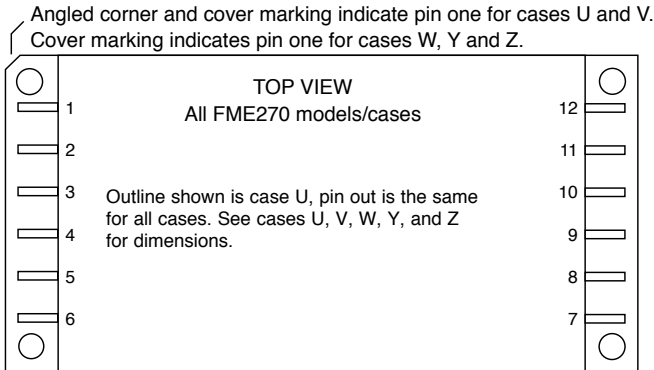 Angled corner and cover marking indicate pin one for cases U and V.
Cover marking indicates pin one for cases W, Y and Z.
TOP VIEW
All FME270 models/cases
1
2
3
4
5
6
12
11
10
9
8
7
Outline shown is case U, pin out is the same
for all cases. See cases U, V, W, Y, and Z
for dimensions.